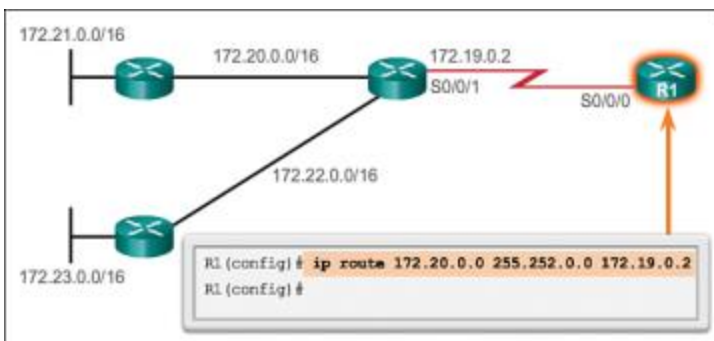 172.21.0.0/16
172.20.0.0/16
172.19.0.2
S0/0/1
S0/0/0
R1
172.22.0.0/16
172.23.0.0/16
R1(config)# ip route 172.20.0.0 255.252.0.0 172.19.0.2
R1(config)#